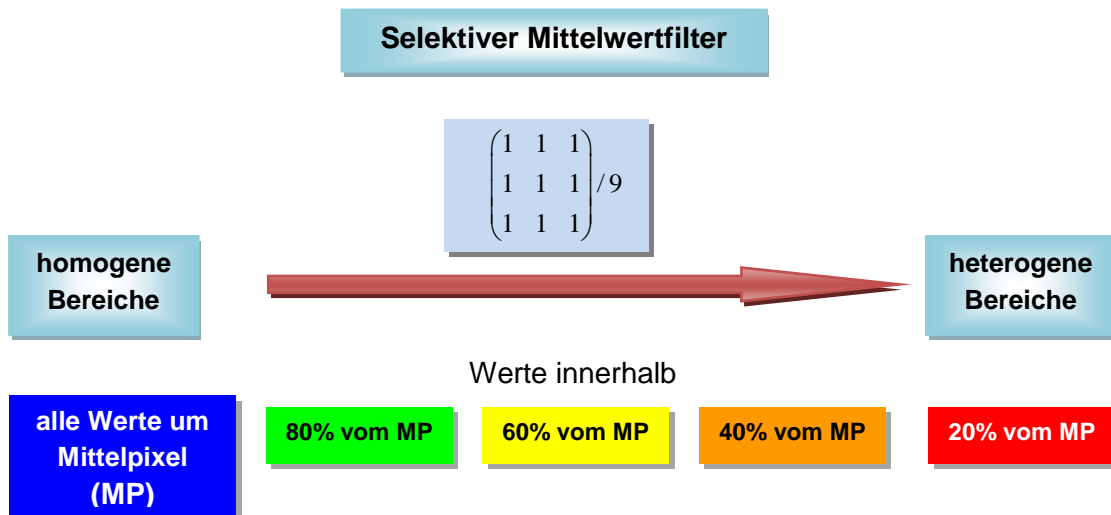 Selektiver Mittelwertfilter
1 1 1
1 1 1 / 9
1 1 1
homogene
Bereiche
heterogene
Bereiche
Werte innerhalb
alle Werte um
Mittelpixel
(MP)
80% vom MP
60% vom MP
40% vom MP
20% vom MP